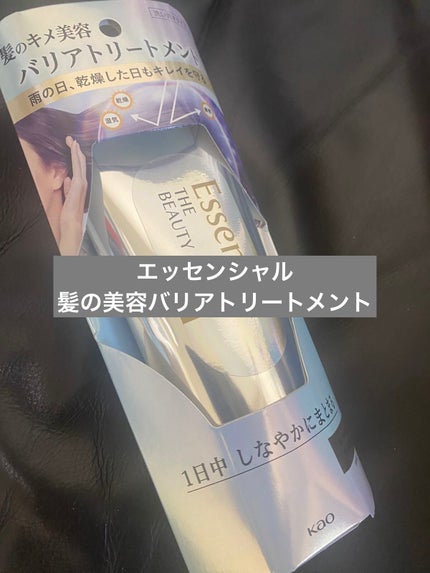 髪のキメ美容
バリアトリートメント
雨の日、乾燥した日もキレイを守る
乾燥
湿気
Essen
THE
BEAUTY
エッセンシャル
髪の美容バリアトリートメント
1日中 しなやかにまとまる
Kao